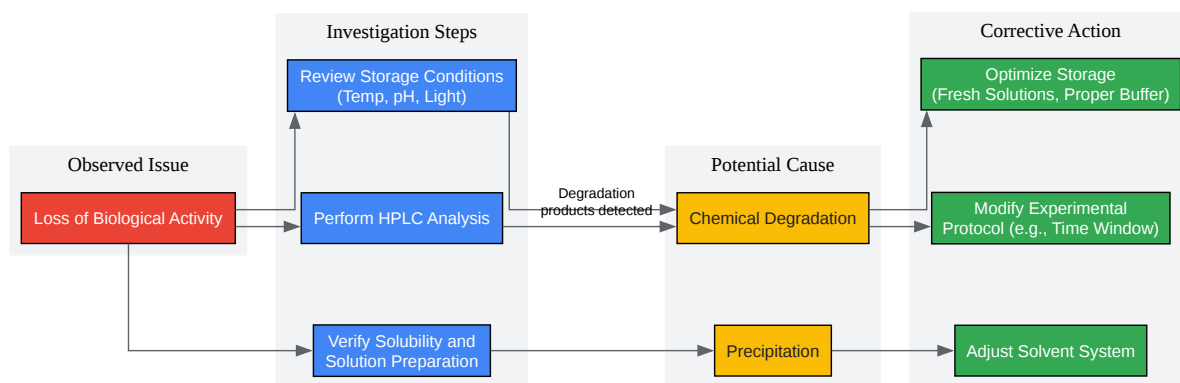 Observed Issue
Loss of Biological Activity
Investigation Steps
Review Storage Conditions
(Temp, pH, Light)
Perform HPLC Analysis
Verify Solubility and
Solution Preparation
Degradation
products detected
Potential Cause
Chemical Degradation
Precipitation
Corrective Action
Optimize Storage
(Fresh Solutions, Proper Buffer)
Modify Experimental
Protocol (e.g., Time Window)
Adjust Solvent System